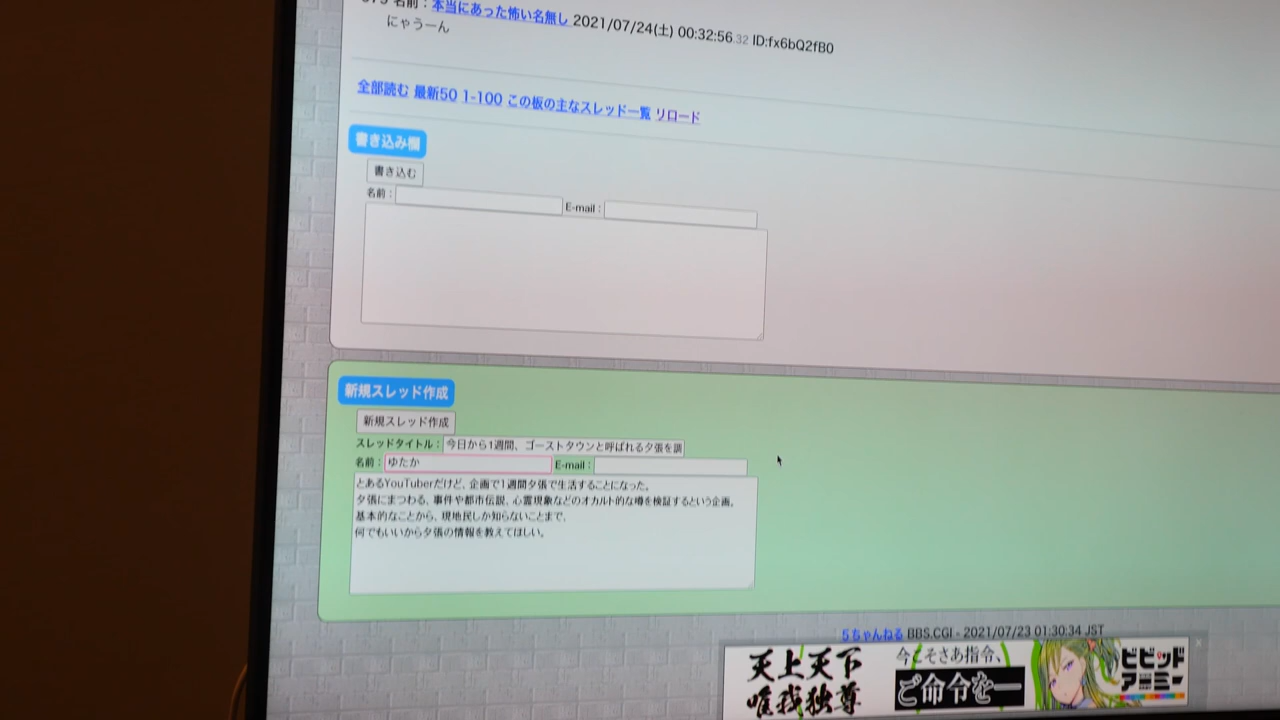 名前：本当にあった怖い名無し 2021/07/24(土) 00:32:56.32 ID:fx6bQ2fB0
にゃうーん
全部読む 最新50 1-100 この板の主なスレッド一覧 リロード
書き込み欄
書き込む
名前： E-mail：
新規スレッド作成
新規スレッド作成
スレッドタイトル：今日から1週間、ゴーストタウンと呼ばれる夕張を調
名前：ゆたか E-mail：
とあるYouTuberだけど、企画で1週間夕張で生活することになった。
夕張にまつわる、事件や都市伝説、心霊現象などのオカルト的な噂を検証するという企画。
基本的なことから、現地民しか知らないことまで、
何でもいいから夕張の情報を教えてほしい。
5ちゃんねる BBS.CGI - 2021/07/23 01:30:34 JST
天上天下
唯我独尊
今こそさあ指令、
ご命令を―
ビビッド
アーミー